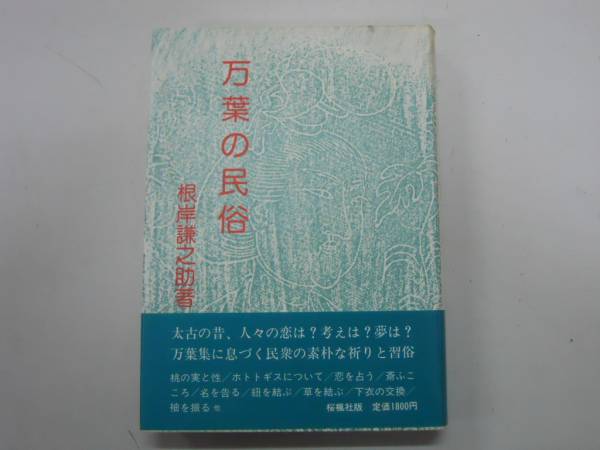 万葉の民俗
根岸謙之助著
太古の昔、人々の恋は？考えは？夢は？
万葉集に息づく民衆の素朴な祈りと習俗
桃の実と性／ホトトギスについて／恋を占う／斎ふこ
ころ／名を告る／紐を結ぶ／草を結ぶ／下衣の交換／
袖を振る 他
桜楓社版 定価1800円